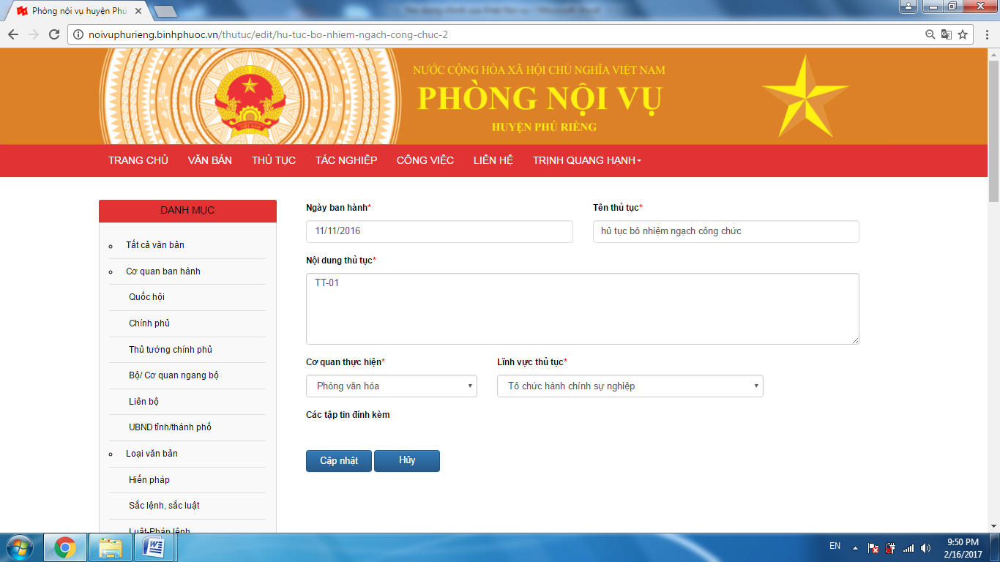 Phòng nội vụ huyện Phú
noivuphurieng.binhphuoc.vn/thutuc/edit/hu-tuc-bo-nhiem-ngach-cong-chuc-2
NƯỚC CỘNG HÒA XÃ HỘI CHỦ NGHĨA VIỆT NAM
PHÒNG NỘI VỤ
HUYỆN PHÚ RIỀNG
VIỆT NAM
TRANG CHỦ VĂN BẢN THỦ TỤC TÁC NGHIỆP CÔNG VIỆC LIÊN HỆ TRỊNH QUANG HẠNH
DANH MỤC
Tất cả văn bản
Cơ quan ban hành
Quốc hội
Chính phủ
Thủ tướng chính phủ
Bộ/ Cơ quan ngang bộ
Liên bộ
UBND tỉnh/thành phố
Loại văn bản
Hiến pháp
Sắc lệnh, sắc luật
Luật-Pháp lệnh
Ngày ban hành* Tên thủ tục*
11/11/2016 hủ tục bổ nhiệm ngạch công chức
Nội dung thủ tục*
TT-01
Cơ quan thực hiện* Lĩnh vực thủ tục*
Phòng văn hóa Tổ chức hành chính sự nghiệp
Các tập tin đính kèm
Cập nhật Hủy
EN
9:50 PM
2/16/2017